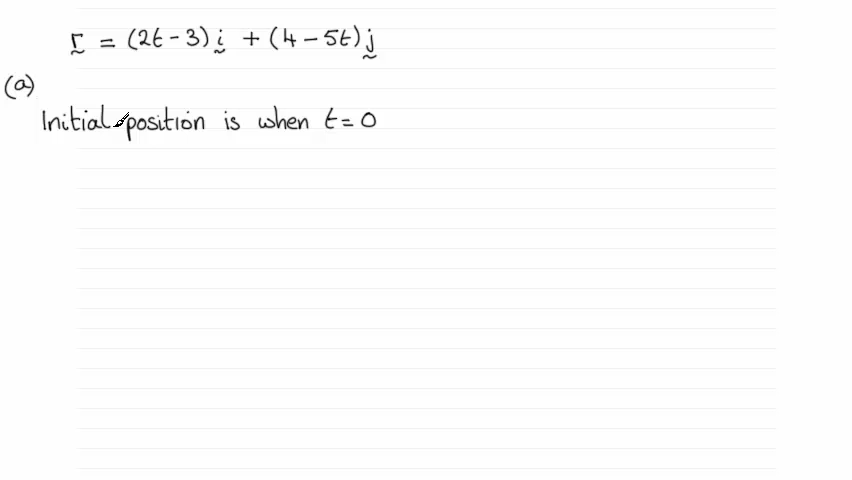 r = (2t - 3) i + (4 - 5t) j
(a)
Initial position is when t = 0